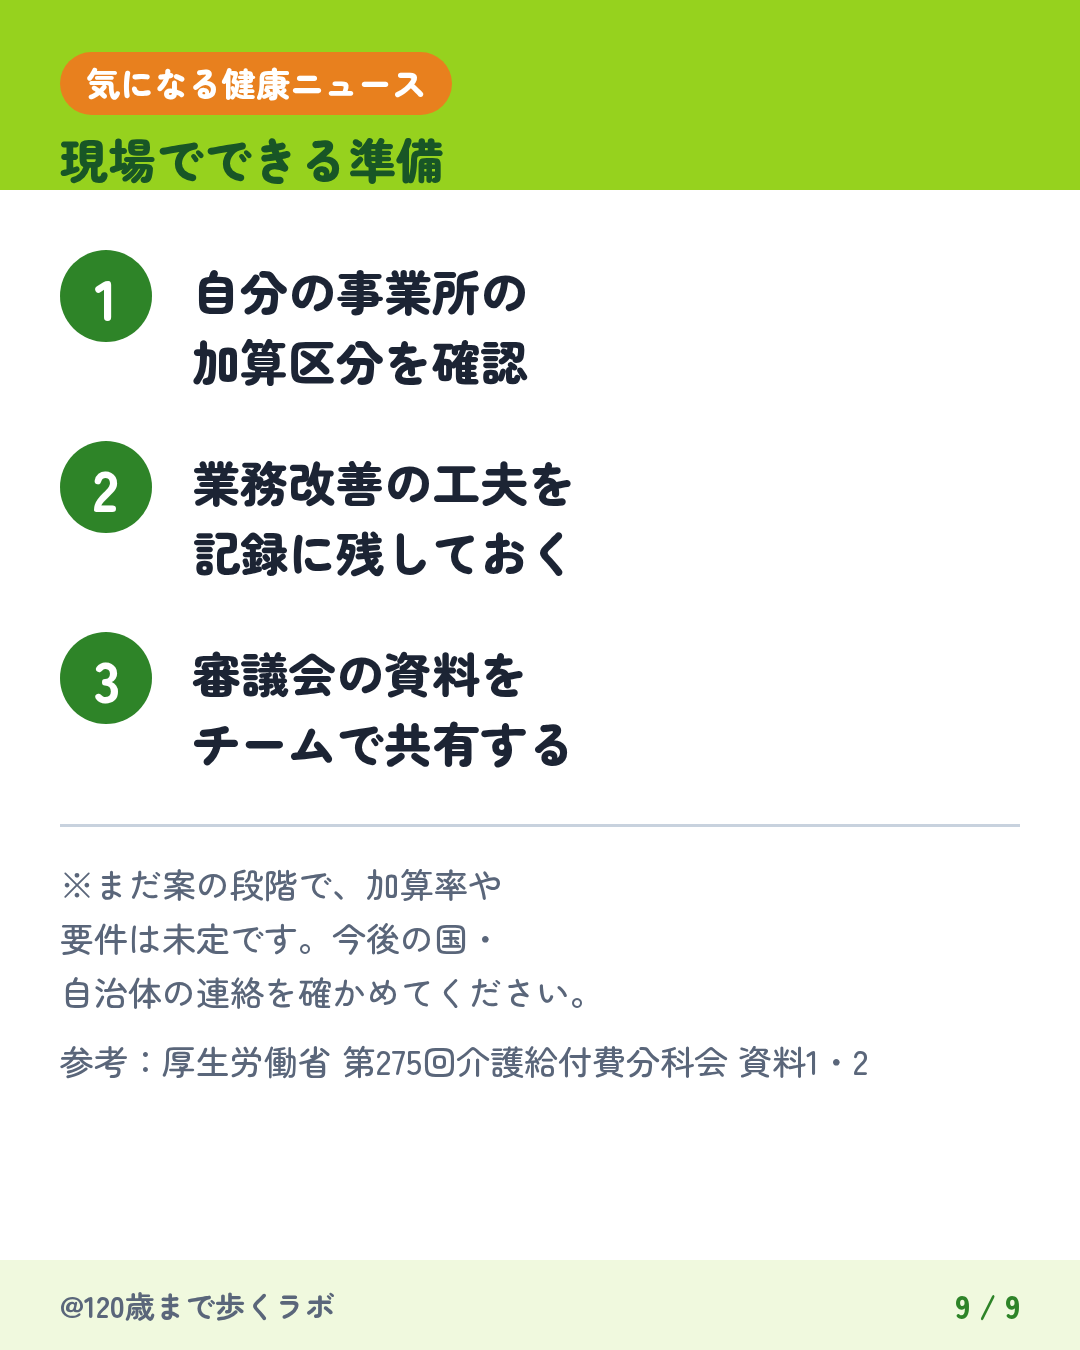 気になる健康ニュース
現場でできる準備
1
自分の事業所の
加算区分を確認
2
業務改善の工夫を
記録に残しておく
3
審議会の資料を
チームで共有する
※まだ案の段階で、加算率や
要件は未定です。今後の国・
自治体の連絡を確かめてください。
参考：厚生労働省 第275回介護給付費分科会 資料1・2
@120歳まで歩くラボ
9 / 9